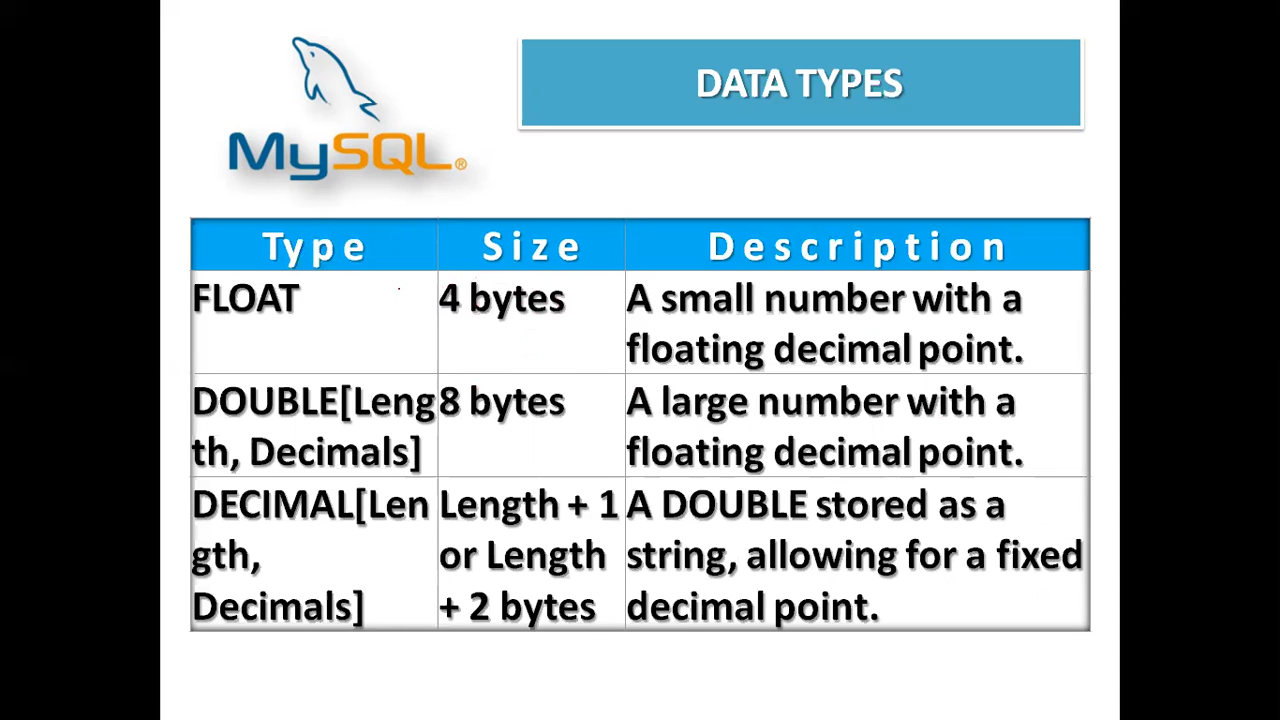 MySQL®
DATA TYPES
Type Size Description
FLOAT 4 bytes A small number with a
floating decimal point.
DOUBLE[Leng 8 bytes A large number with a
th, Decimals] floating decimal point.
DECIMAL[Len Length + 1 A DOUBLE stored as a
gth, or Length string, allowing for a fixed
Decimals] + 2 bytes decimal point.